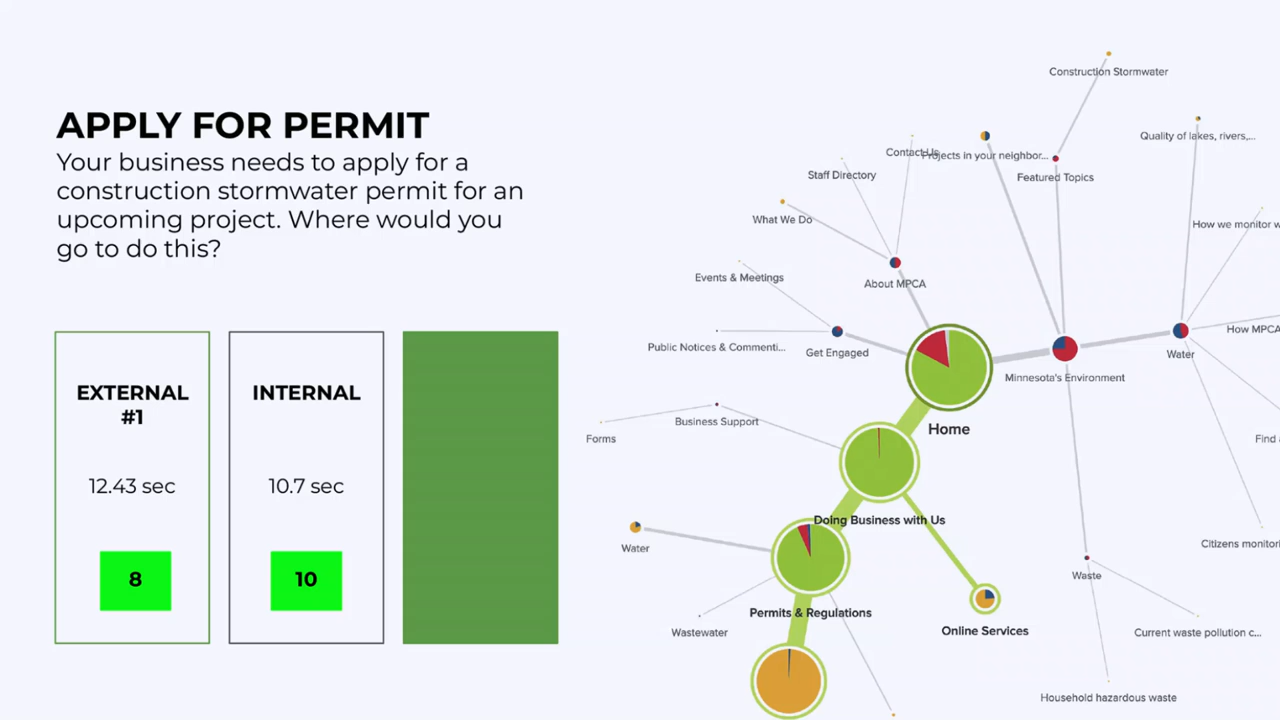 APPLY FOR PERMIT
Your business needs to apply for a
construction stormwater permit for an
upcoming project. Where would you
go to do this?
EXTERNAL
#1
12.43 sec
8
INTERNAL
10.7 sec
10
Construction Stormwater
Quality of lakes, rivers,...
Contact Us
Projects in your neighbor...
Staff Directory
Featured Topics
What We Do
How we monitor w
Events & Meetings
About MPCA
How MPCA
Public Notices & Commenti...
Get Engaged
Water
Minnesota's Environment
Business Support
Home
Forms
Find
Doing Business with Us
Water
Citizens monitori
Waste
Permits & Regulations
Online Services
Wastewater
Current waste pollution c...
Household hazardous waste